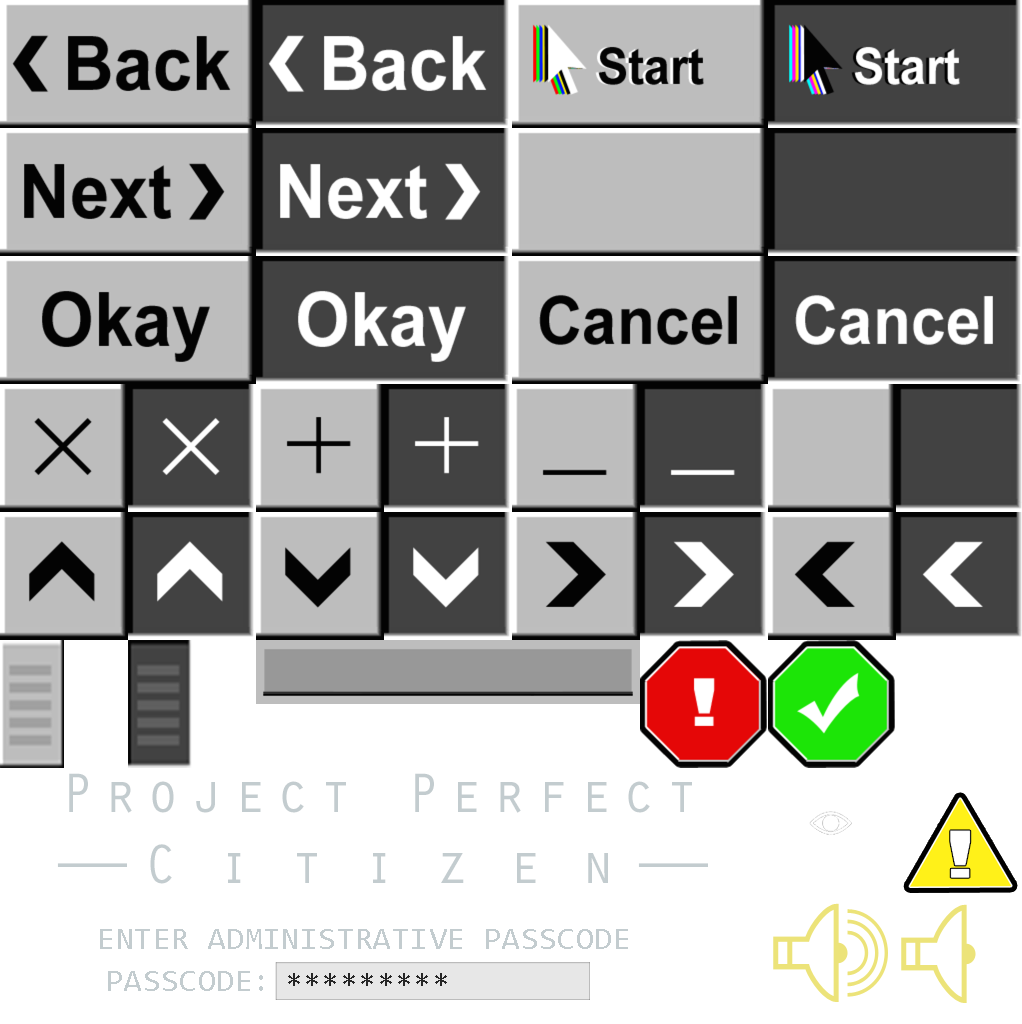 Back Back Start Start
Next Next
Okay Okay Cancel Cancel
PROJECT PERFECT
CITIZEN
ENTER ADMINISTRATIVE PASSCODE
PASSCODE: *********